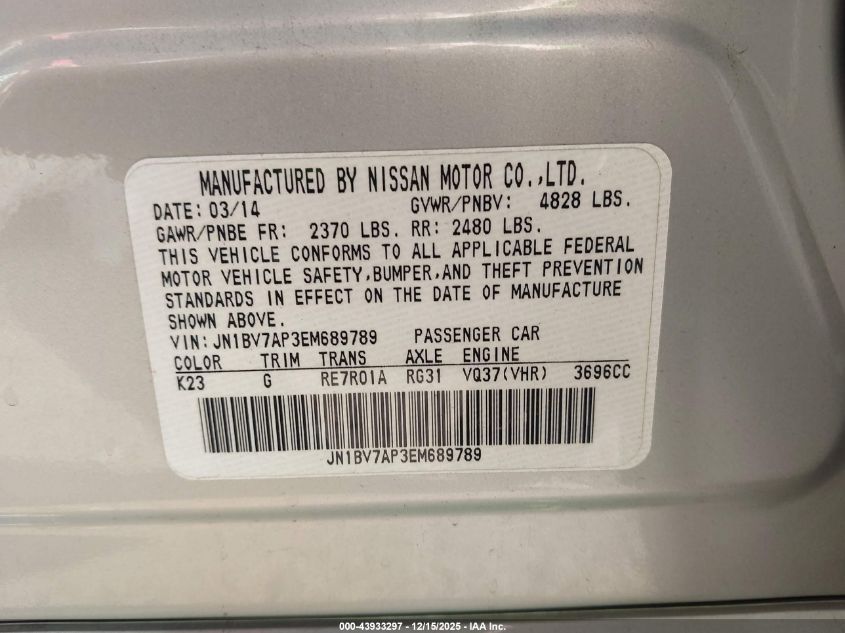 MANUFACTURED BY NISSAN MOTOR CO.,LTD.
DATE: 03/14 GVWR/PNBV: 4828 LBS.
GAWR/PNBE FR: 2370 LBS. RR: 2480 LBS.
THIS VEHICLE CONFORMS TO ALL APPLICABLE FEDERAL
MOTOR VEHICLE SAFETY,BUMPER,AND THEFT PREVENTION
STANDARDS IN EFFECT ON THE DATE OF MANUFACTURE
SHOWN ABOVE.
VIN:JN1BV7AP3EM689789 PASSENGER CAR
COLOR TRIM TRANS AXLE ENGINE
K23 G RE7R01A RG31 VQ37(VHR) 3696CC
JN1BV7AP3EM689789
000-43933297 - 12/15/2025 - IAA Inc.